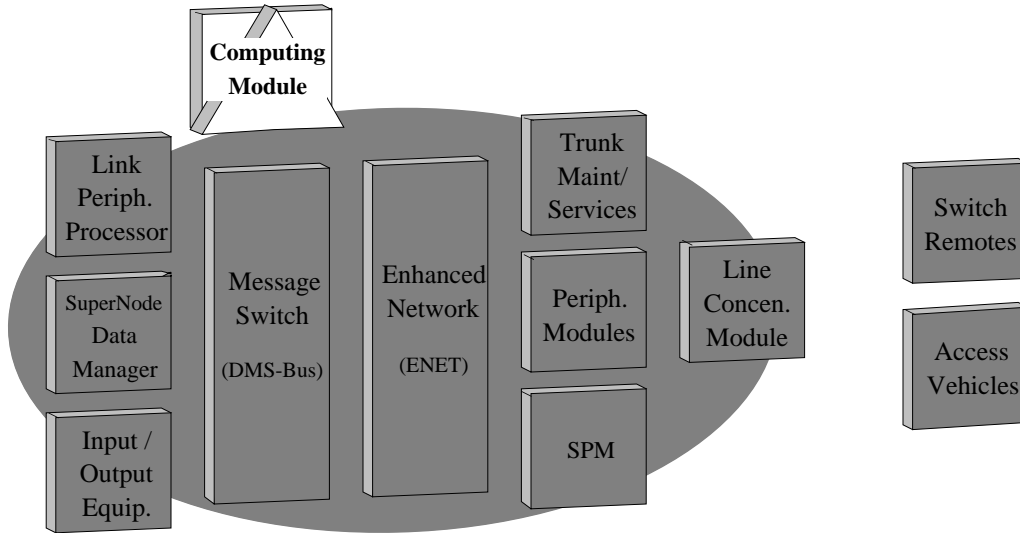 Computing
Module
Link
Periph.
Processor
SuperNode
Data
Manager
Input /
Output
Equip.
Message
Switch
(DMS-Bus)
Enhanced
Network
(ENET)
Trunk
Maint/
Services
Periph.
Modules
SPM
Line
Concen.
Module
Switch
Remotes
Access
Vehicles